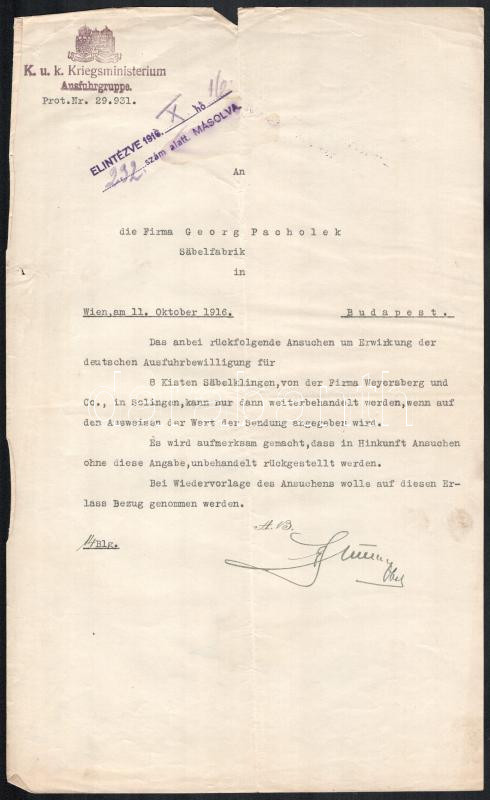 K. u. k. Kriegsministerium
Ausfuhrgruppe.
Prot.Nr. 29.931.
ELINTÉZVE 1916. X hó 16.
232. szám alatt MÁSOLVA.
An
die Firma Georg Pacholek
Säbelfabrik
in
Wien,am 11. Oktober 1916. Budapest.
Das anbei rückfolgende Ansuchen um Erwirkung der
deutschen Ausfuhrbewilligung für
8 Kisten Säbelklingen,von der Firma Weyersberg und
Co., in Solingen,kann nur dann weiterbehandelt werden,wenn auf
den Ausweisen der Wert der Sendung angegeben wird.
Es wird aufmerksam gemacht,dass in Hinkunft Ansuchen
ohne diese Angabe,unbehandelt rückgestellt werden.
Bei Wiedervorlage des Ansuchens wolle auf diesen Er-
lass Bezug genommen werden.
A.B.
14 Blg.